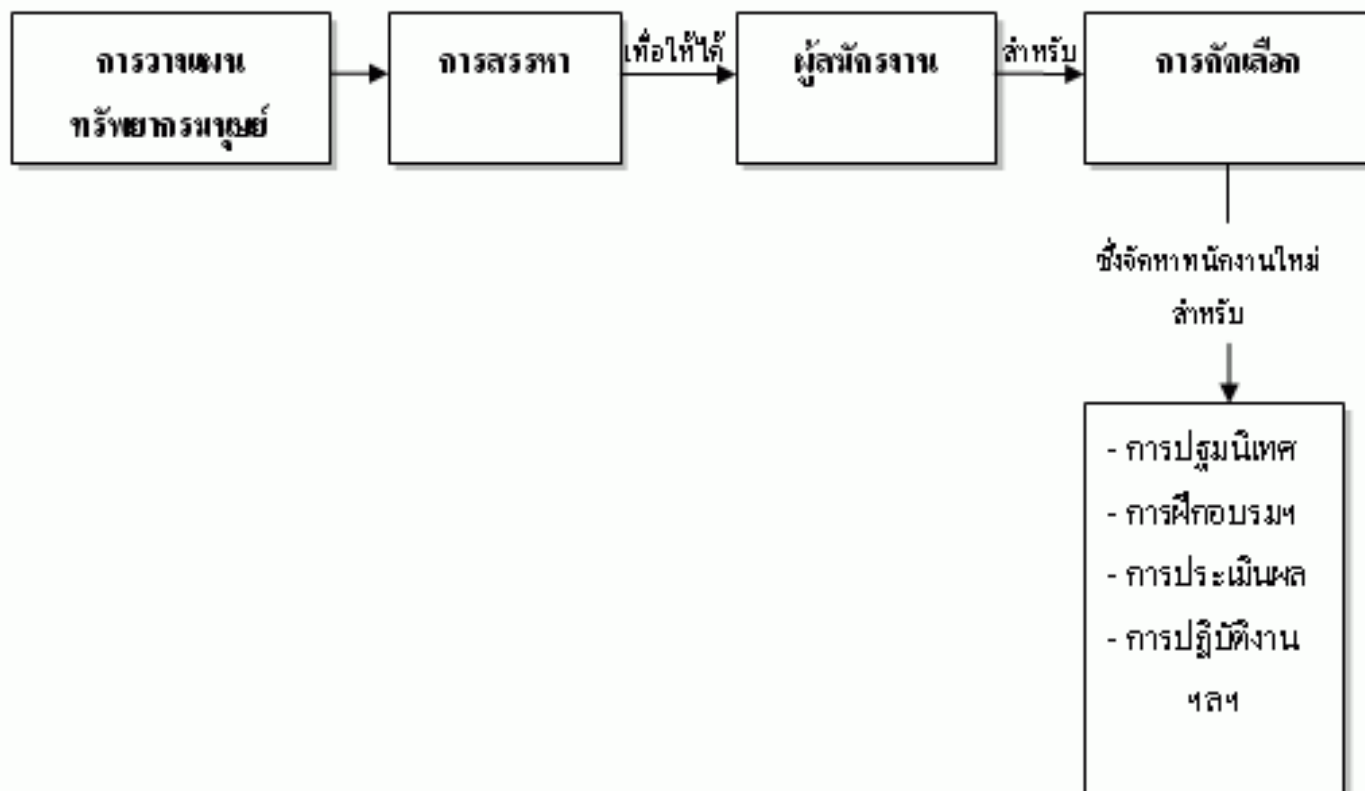 การวางแผน
ทรัพยากรมนุษย์
การสรรหา
เพื่อให้ได้
ผู้สมัครงาน
สำหรับ
การคัดเลือก
ซึ่งจัดหาพนักงานใหม่
สำหรับ
- การปฐมนิเทศ
- การฝึกอบรมฯ
- การประเมินผล
- การปฏิบัติงาน
ฯลฯ